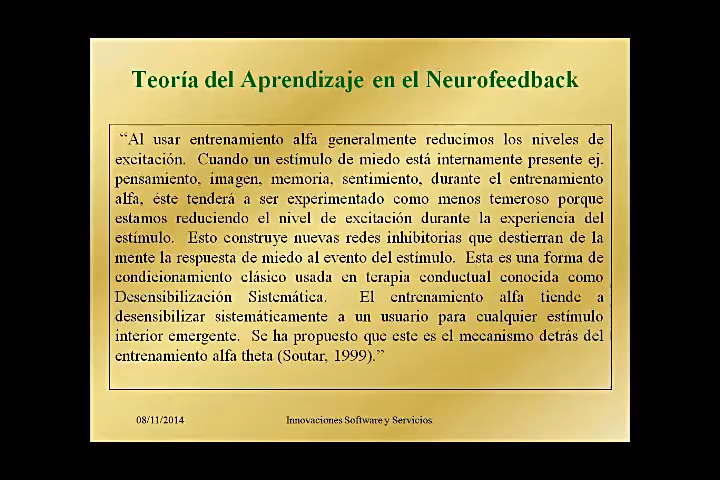 Teoría del Aprendizaje en el Neurofeedback
“Al usar entrenamiento alfa generalmente reducimos los niveles de
excitación. Cuando un estímulo de miedo está internamente presente ej.
pensamiento, imagen, memoria, sentimiento, durante el entrenamiento
alfa, éste tenderá a ser experimentado como menos temeroso porque
estamos reduciendo el nivel de excitación durante la experiencia del
estímulo. Esto construye nuevas redes inhibitorias que destierran de la
mente la respuesta de miedo al evento del estímulo. Esta es una forma de
condicionamiento clásico usada en terapia conductual conocida como
Desensibilización Sistemática. El entrenamiento alfa tiende a
desensibilizar sistemáticamente a un usuario para cualquier estímulo
interior emergente. Se ha propuesto que este es el mecanismo detrás del
entrenamiento alfa theta (Soutar, 1999).”
08/11/2014
Innovaciones Software y Servicios